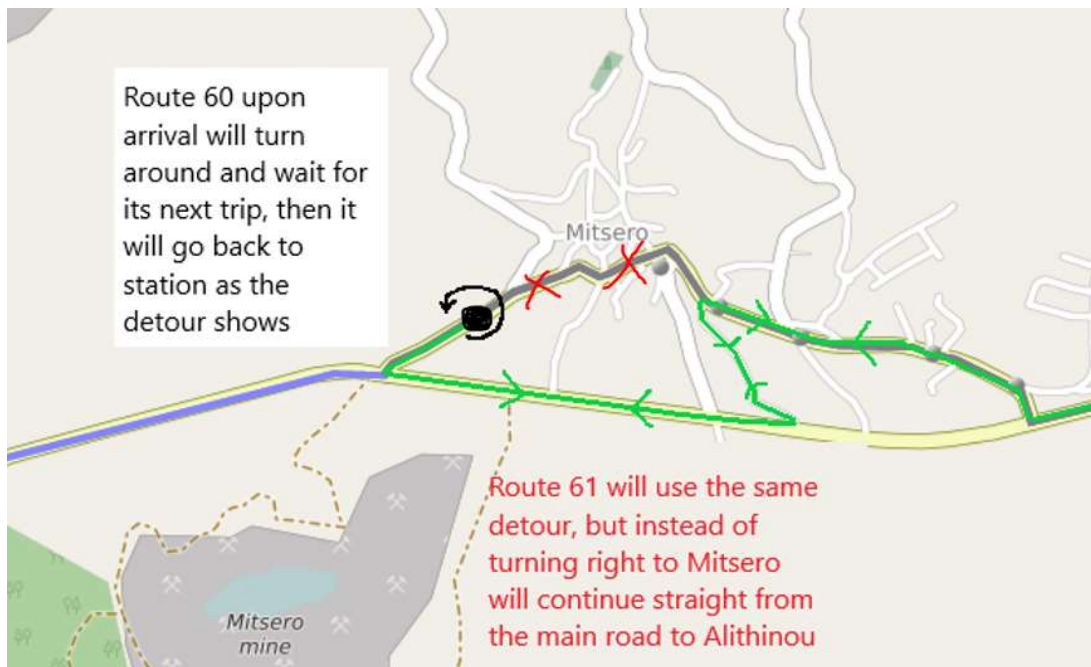 Route 60 upon
arrival will turn
around and wait for
its next trip, then it
will go back to
station as the
detour shows
Mitsero
Route 61 will use the same
detour, but instead of
turning right to Mitsero
will continue straight from
the main road to Alithinou
Mitsero
mine